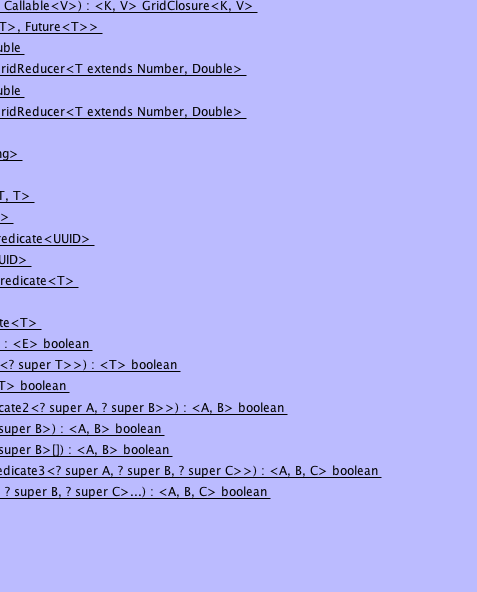 Callable<V>) : <K, V> GridClosure<K, V>
T>, Future<T>>
uble
ridReducer<T extends Number, Double>
uble
ridReducer<T extends Number, Double>
ng>
T, T>
>
redicate<UUID>
UID>
redicate<T>
te<T>
: <E> boolean
<? super T>>) : <T> boolean
T> boolean
cate2<? super A, ? super B>>) : <A, B> boolean
super B>) : <A, B> boolean
super B>[]) : <A, B> boolean
edicate3<? super A, ? super B, ? super C>>) : <A, B, C> boolean
? super B, ? super C>...) : <A, B, C> boolean